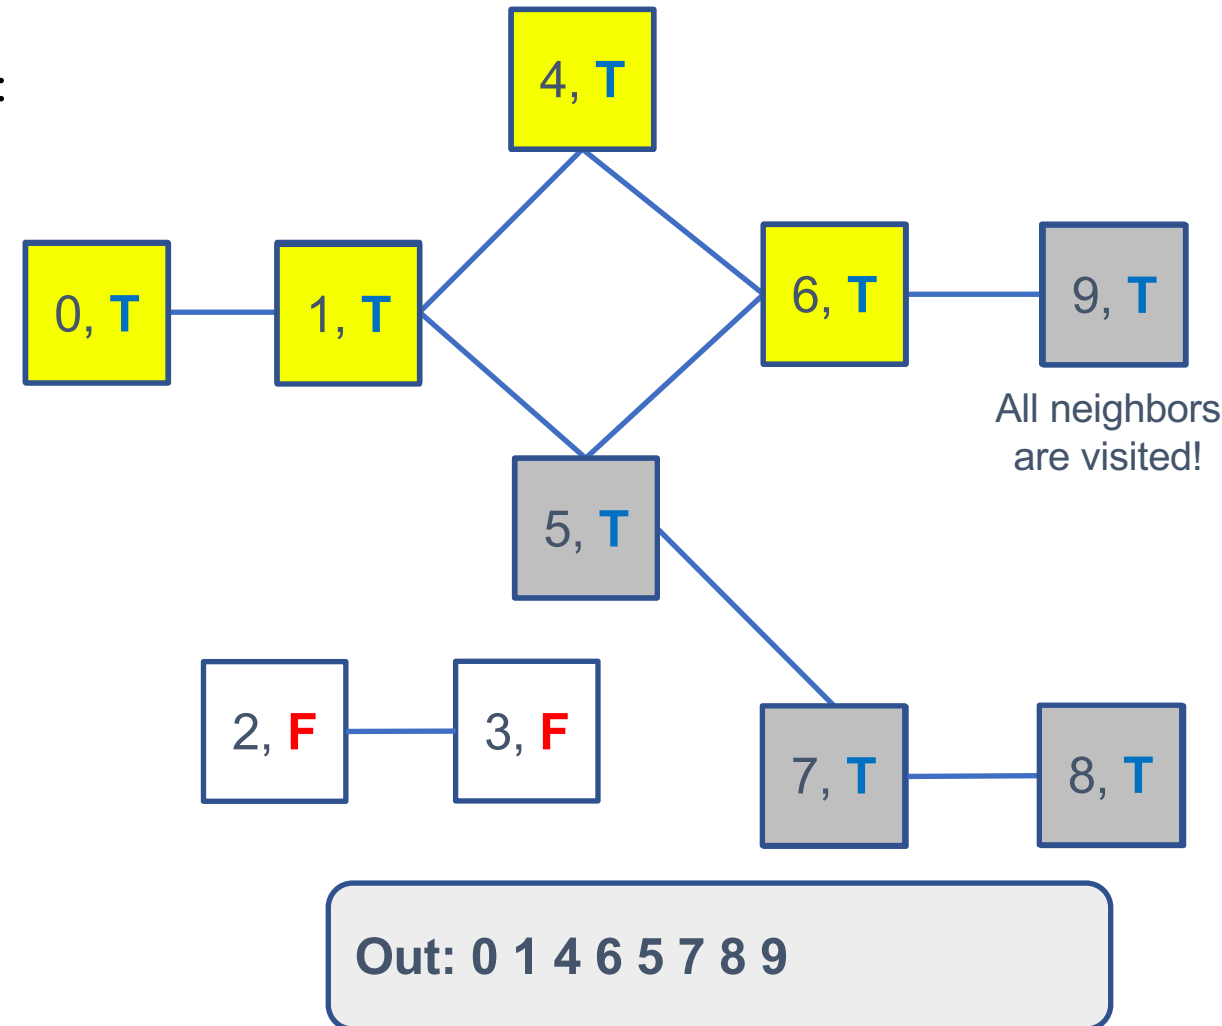 :
4, T
0, T
1, T
6, T
9, T
All neighbors
are visited!
5, T
2, F
3, F
7, T
8, T
Out: 0 1 4 6 5 7 8 9